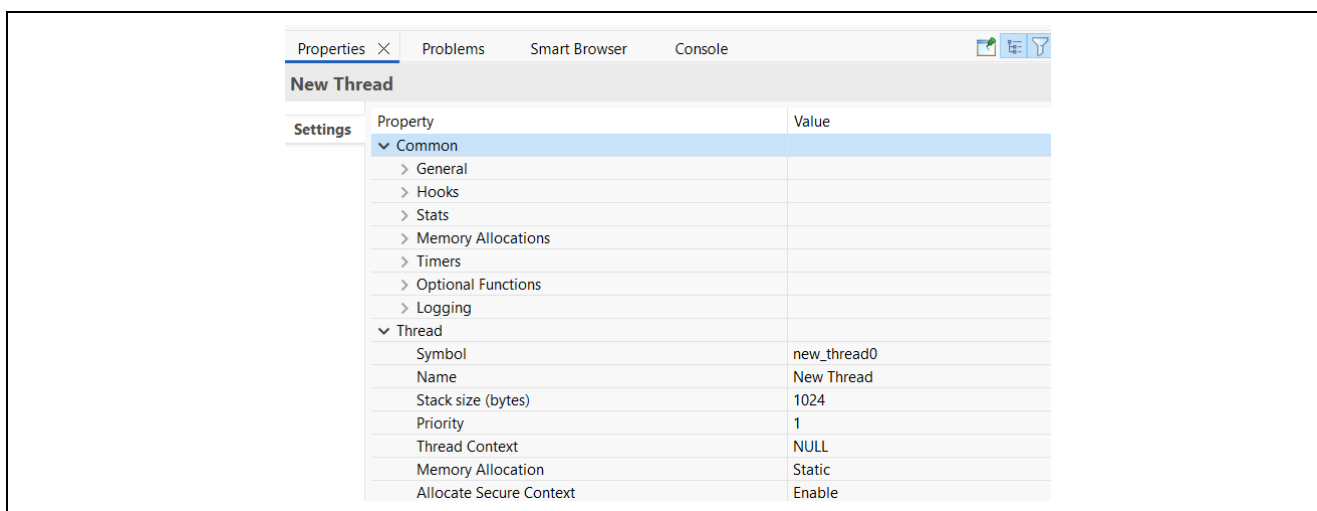 Properties Problems Smart Browser Console
New Thread
Settings Property Value
Common
General
Hooks
Stats
Memory Allocations
Timers
Optional Functions
Logging
Thread
Symbol new_thread0
Name New Thread
Stack size (bytes) 1024
Priority 1
Thread Context NULL
Memory Allocation Static
Allocate Secure Context Enable